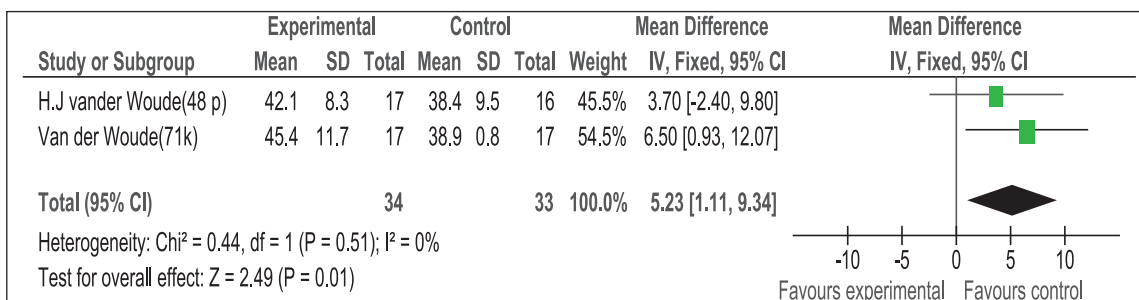 Experimental Control Mean Difference Mean Difference
Study or Subgroup Mean SD Total Mean SD Total Weight IV, Fixed, 95% CI IV, Fixed, 95% CI
H.J vander Woude(48 p) 42.1 8.3 17 38.4 9.5 16 45.5% 3.70 [-2.40, 9.80]
Van der Woude(71k) 45.4 11.7 17 38.9 0.8 17 54.5% 6.50 [0.93, 12.07]
Total (95% CI) 34 33 100.0% 5.23 [1.11, 9.34]
Heterogeneity: Chi² = 0.44, df = 1 (P = 0.51); I² = 0%
Test for overall effect: Z = 2.49 (P = 0.01)
-10 -5 0 5 10
Favours experimental Favours control